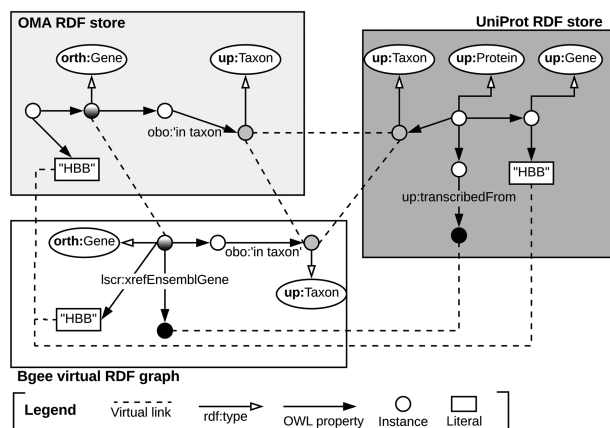 OMA RDF store
UniProt RDF store
orth:Gene
up:Taxon
up:Taxon
up:Protein
up:Gene
obo:'in taxon'
"HBB"
"HBB"
up:transcribedFrom
orth:Gene
obo:'in taxon'
lscr:xrefEnsemblGene
up:Taxon
"HBB"
Bgee virtual RDF graph
Legend
Virtual link
rdf:type
OWL property
Instance
Literal